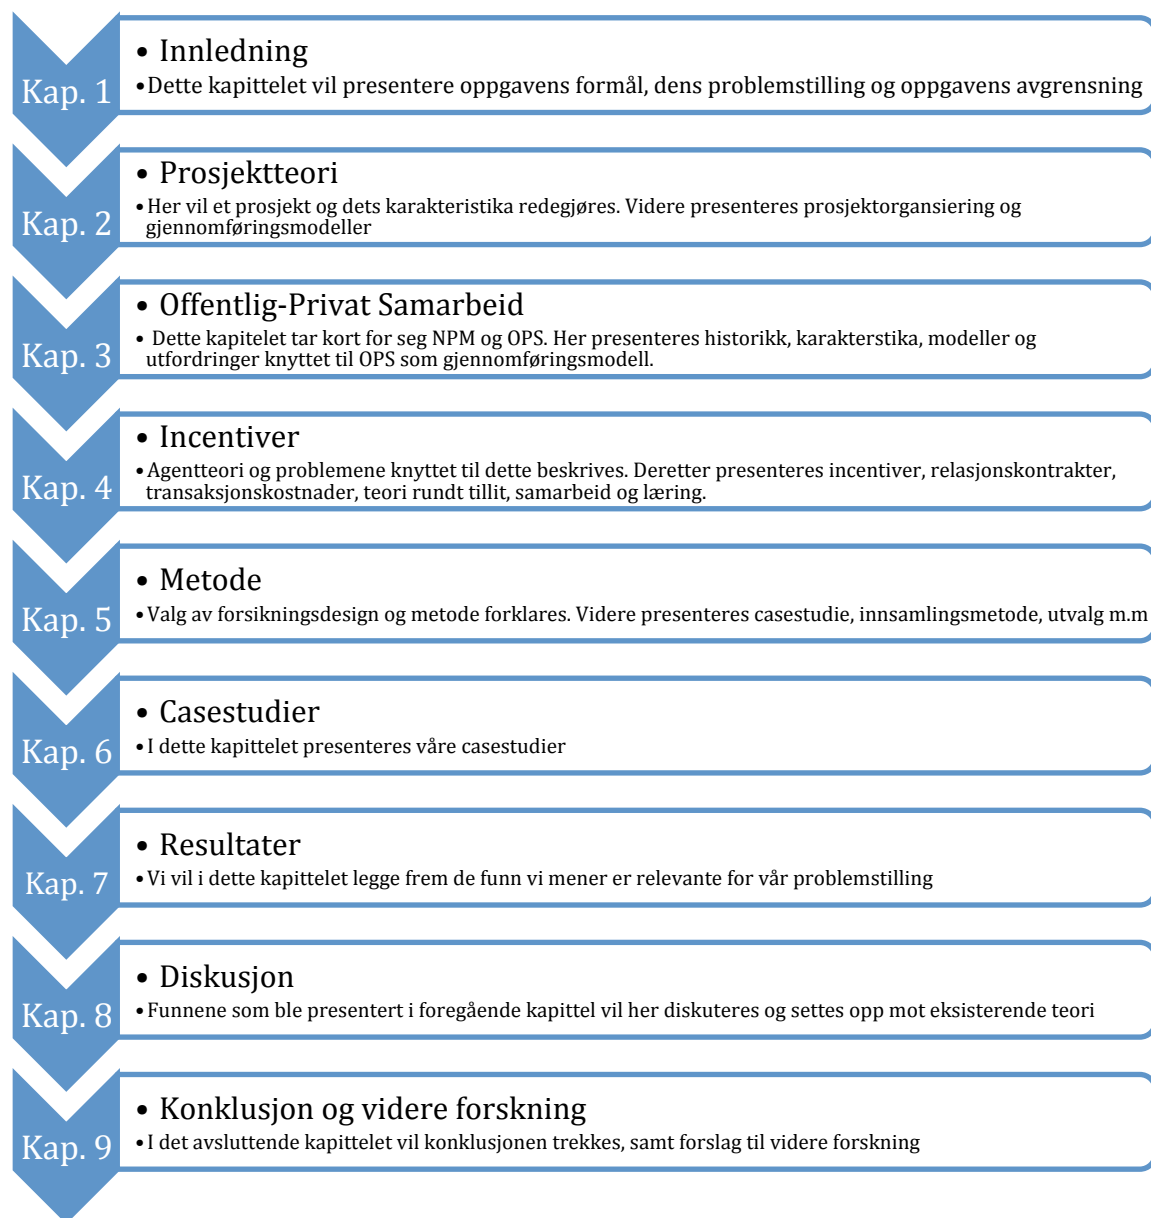 Kap. 1
• Innledning
• Dette kapittelet vil presentere oppgavens formål, dens problemstilling og oppgavens avgrensning
Kap. 2
• Prosjektteori
• Her vil et prosjekt og dets karakteristika redegjøres. Videre presenteres prosjektorgansiering og
gjennomføringsmodeller
Kap. 3
• Offentlig-Privat Samarbeid
• Dette kapitelet tar kort for seg NPM og OPS. Her presenteres historikk, karakterstika, modeller og
utfordringer knyttet til OPS som gjennomføringsmodell.
Kap. 4
• Incentiver
• Agentteori og problemene knyttet til dette beskrives. Deretter presenteres incentiver, relasjonskontrakter,
transaksjonskostnader, teori rundt tillit, samarbeid og læring.
Kap. 5
• Metode
• Valg av forsikningsdesign og metode forklares. Videre presenteres casestudie, innsamlingsmetode, utvalg m.m
Kap. 6
• Casestudier
• I dette kapittelet presenteres våre casestudier
Kap. 7
• Resultater
• Vi vil i dette kapittelet legge frem de funn vi mener er relevante for vår problemstilling
Kap. 8
• Diskusjon
• Funnene som ble presentert i foregående kapittel vil her diskuteres og settes opp mot eksisterende teori
Kap. 9
• Konklusjon og videre forskning
• I det avsluttende kapittelet vil konklusjonen trekkes, samt forslag til videre forskning